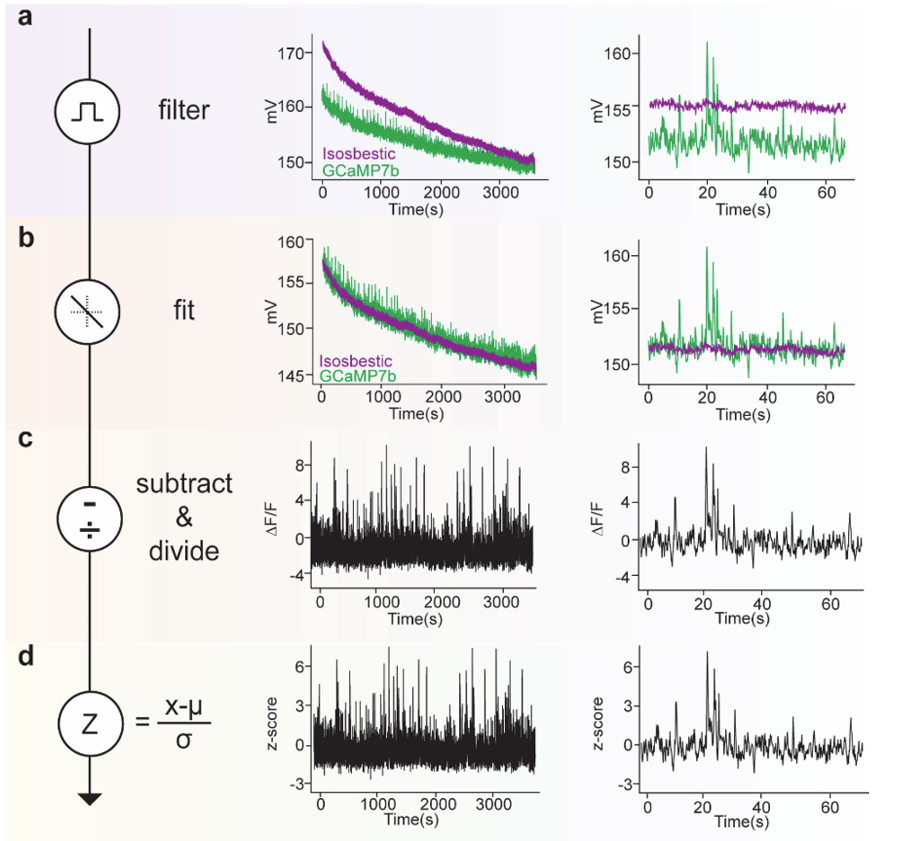 a
filter
170
160
150
mV
Isosbestic
GCaMP7b
0 1000 2000 3000
Time(s)
160
155
150
mV
0 20 40 60
Time(s)
b
fit
160
155
150
145
mV
Isosbestic
GCaMP7b
0 1000 2000 3000
Time(s)
160
155
150
mV
0 20 40 60
Time(s)
c
-
÷
subtract
&
divide
8
4
0
-4
ΔF/F
0 1000 2000 3000
Time(s)
8
4
0
-4
ΔF/F
0 20 40 60
Time(s)
d
Z = x-μ
σ
6
3
0
-3
z-score
0 1000 2000 3000
Time(s)
6
3
0
-3
z-score
0 20 40 60
Time(s)